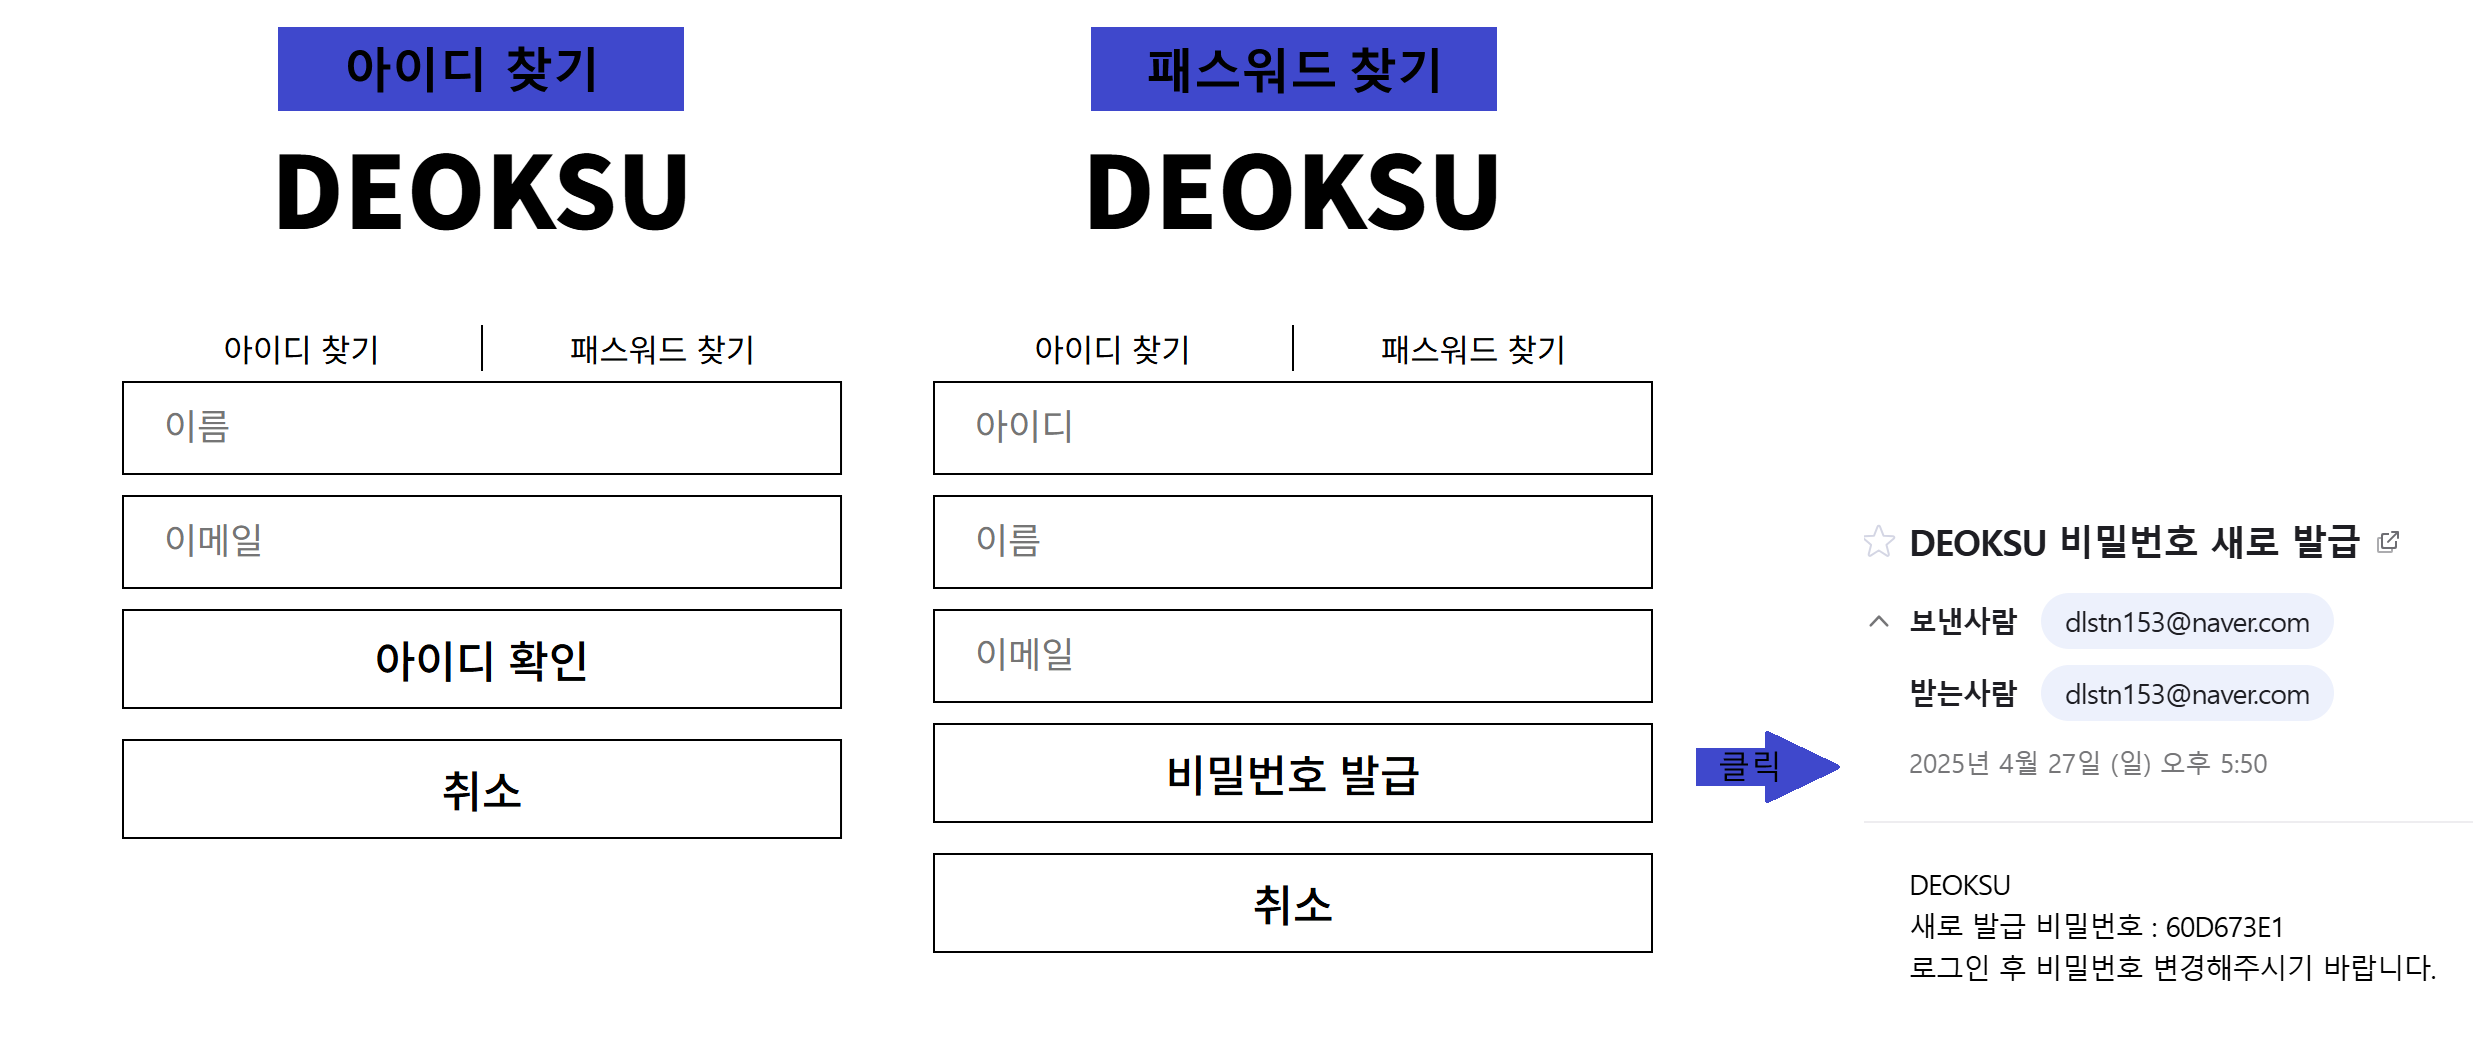 아이디 찾기
DEOKSU
아이디 찾기
패스워드 찾기
이름
이메일
아이디 확인
취소
패스워드 찾기
DEOKSU
아이디 찾기
패스워드 찾기
아이디
이름
이메일
비밀번호 발급
취소
클릭
DEOKSU 비밀번호 새로 발급
보낸사람 dlstn153@naver.com
받는사람 dlstn153@naver.com
2025년 4월 27일 (일) 오후 5:50
DEOKSU
새로 발급 비밀번호 : 60D673E1
로그인 후 비밀번호 변경해주시기 바랍니다.